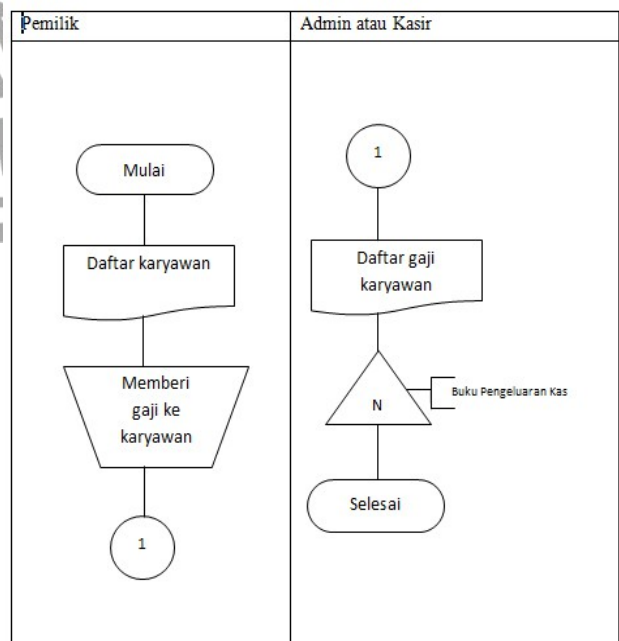 Pemilik
Admin atau Kasir
Mulai
Daftar karyawan
Memberi
gaji ke
karyawan
1
1
Daftar gaji
karyawan
N
Buku Pengeluaran Kas
Selesai